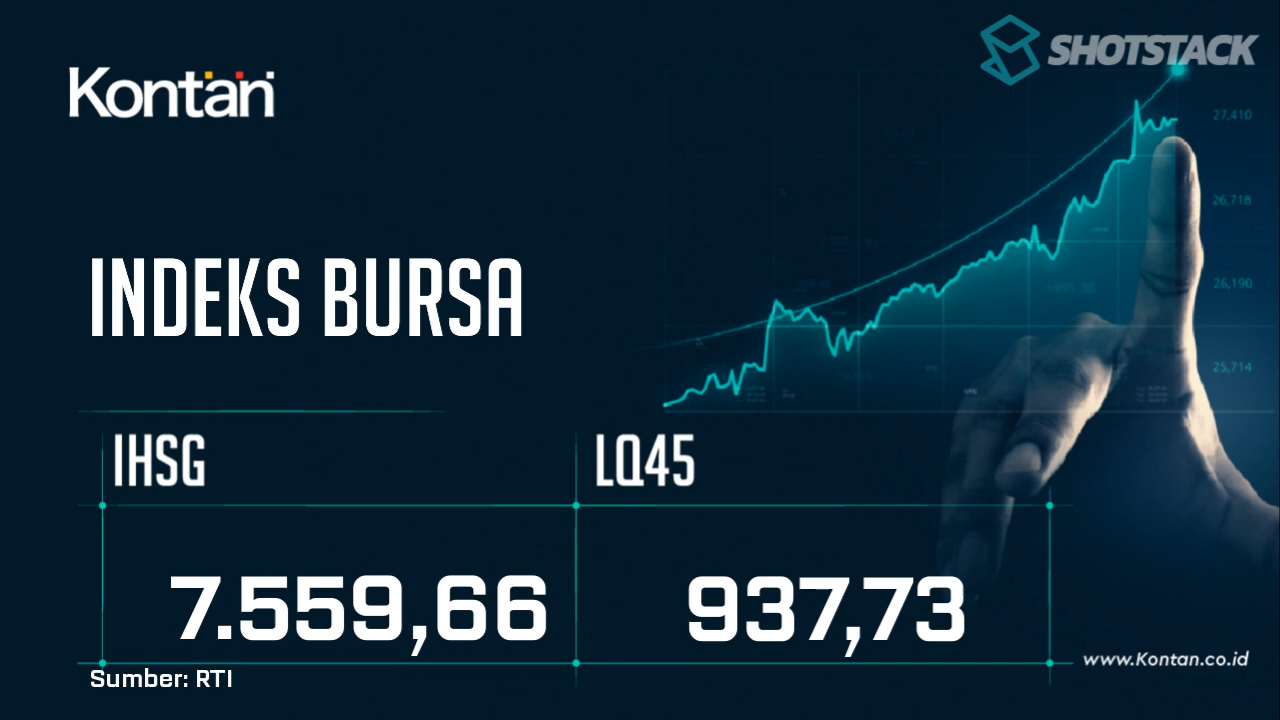 SHOTSTACK
Kontan
27,410
26,718
INDEKS BURSA
26,190
25,714
IHSG
LQ45
7.559,66
937,73
www.Kontan.co.id
Sumber: RTI